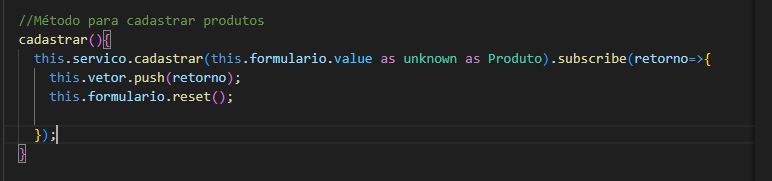 //Método para cadastrar produtos
cadastrar(){
this.servico.cadastrar(this.formulario.value as unknown as Produto).subscribe(retorno=>{
this.vetor.push(retorno);
this.formulario.reset();
});
}